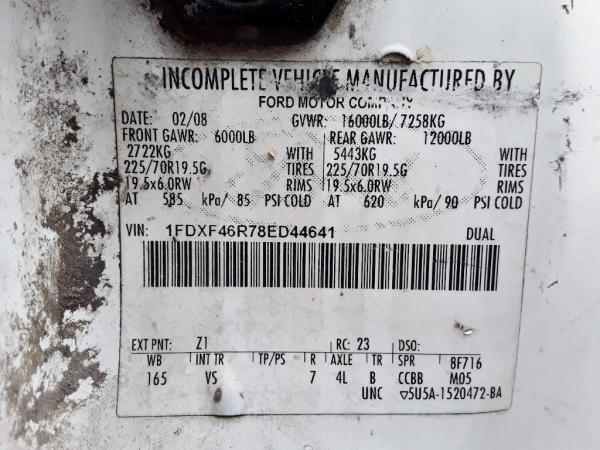 INCOMPLETE VEHICLE MANUFACTURED BY
FORD MOTOR COMPANY
DATE: 02/08 GVWR: 16000LB/ 7258KG
FRONT GAWR: 6000LB REAR GAWR: 12000LB
2722KG WITH 5443KG WITH
225/70R19.5G TIRES 225/70R19.5G TIRES
19.5x6.0RW RIMS 19.5x6.0RW RIMS
AT 585 kPa/ 85 PSI COLD AT 620 kPa/ 90 PSI COLD
VIN: 1FDXF46R78ED44641 DUAL
EXT PNT: Z1 RC: 23 DSO:
WB INT TR TP/PS R AXLE TR SPR 8F716
165 VS 7 4L B CCBB M05
UNC ▽5U5A-1520472-BA